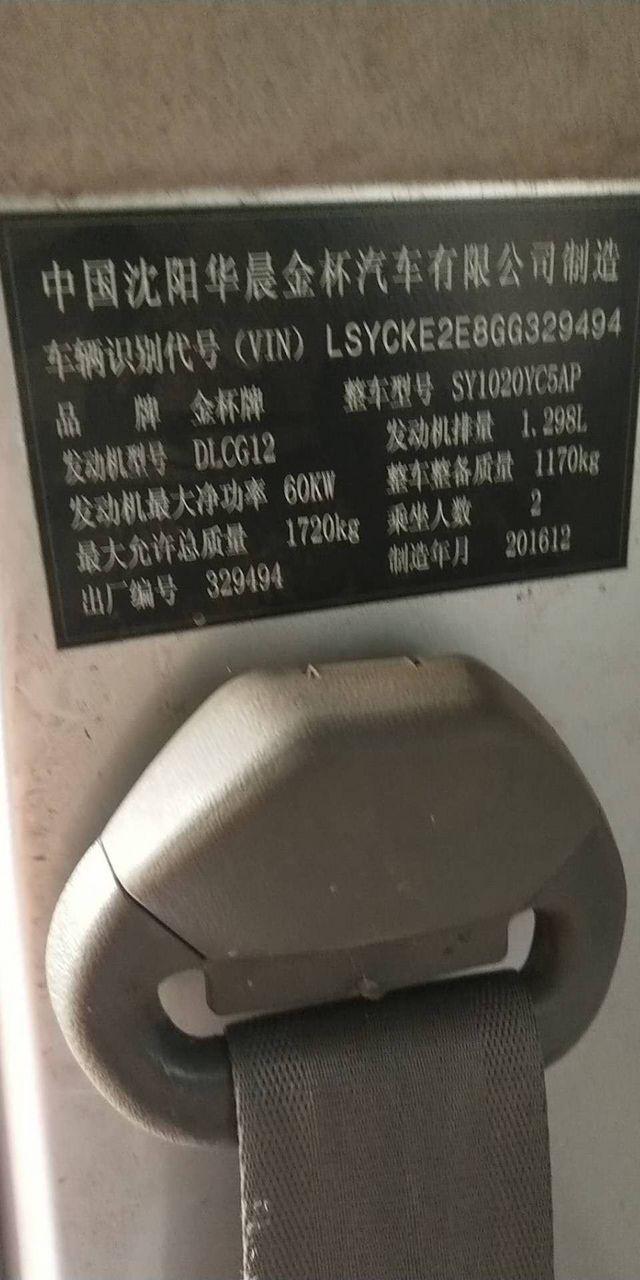 中国沈阳华晨金杯汽车有限公司制造
车辆识别代号(VIN) LSYCKE2E8GG329494
品 牌 金杯牌 整车型号 SY1020YC5AP
发动机型号 DLCG12 发动机排量 1.298L
发动机最大净功率 60KW 整车整备质量 1170kg
最大允许总质量 1720kg 乘坐人数 2
出厂编号 329494 制造年月 201612